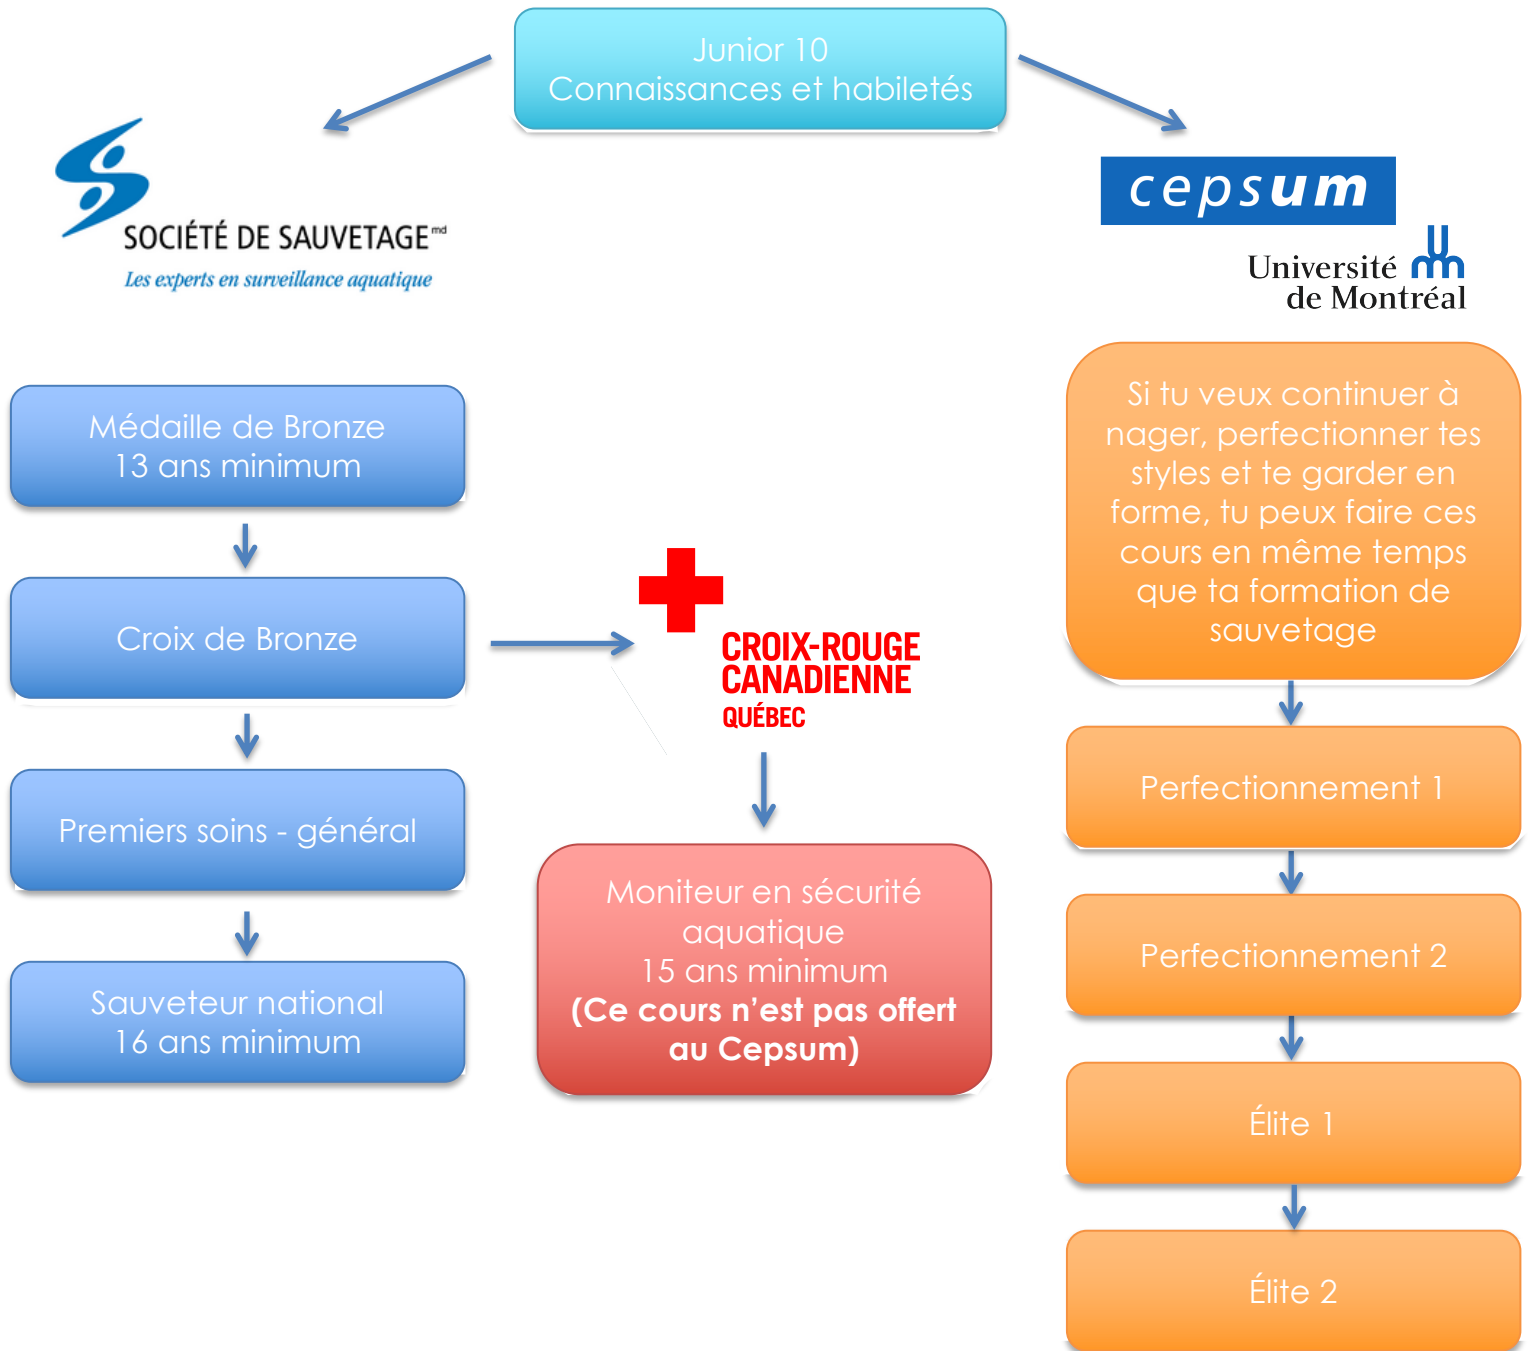 Junior 10
Connaissances et habiletés
SOCIÉTÉ DE SAUVETAGE md
Les experts en surveillance aquatique
cepsum
Université
de Montréal
Médaille de Bronze
13 ans minimum
Croix de Bronze
Premiers soins - général
Sauveteur national
16 ans minimum
CROIX-ROUGE
CANADIENNE
QUÉBEC
Moniteur en sécurité
aquatique
15 ans minimum
(Ce cours n’est pas offert
au Cepsum)
Si tu veux continuer à
nager, perfectionner tes
styles et te garder en
forme, tu peux faire ces
cours en même temps
que ta formation de
sauvetage
Perfectionnement 1
Perfectionnement 2
Élite 1
Élite 2